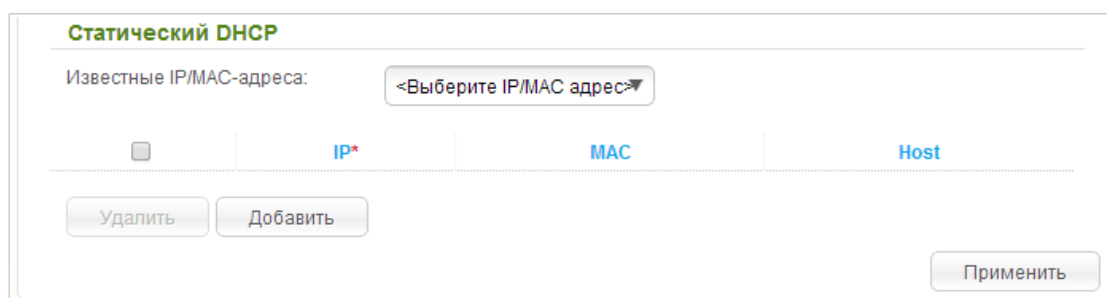 Статический DHCP
Известные IP/MAC-адреса: <Выберите IP/MAC адрес>
IP* MAC Host
Удалить Добавить
Применить